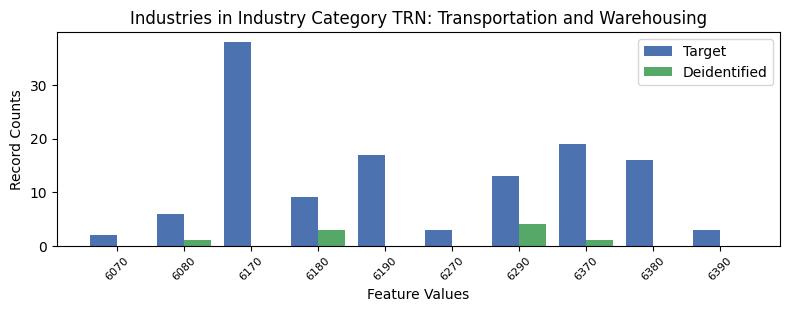 Industries in Industry Category TRN: Transportation and Warehousing
Record Counts
30
20
10
0
Target
Deidentified
6070 6080 6170 6180 6190 6270 6290 6370 6380 6390
Feature Values